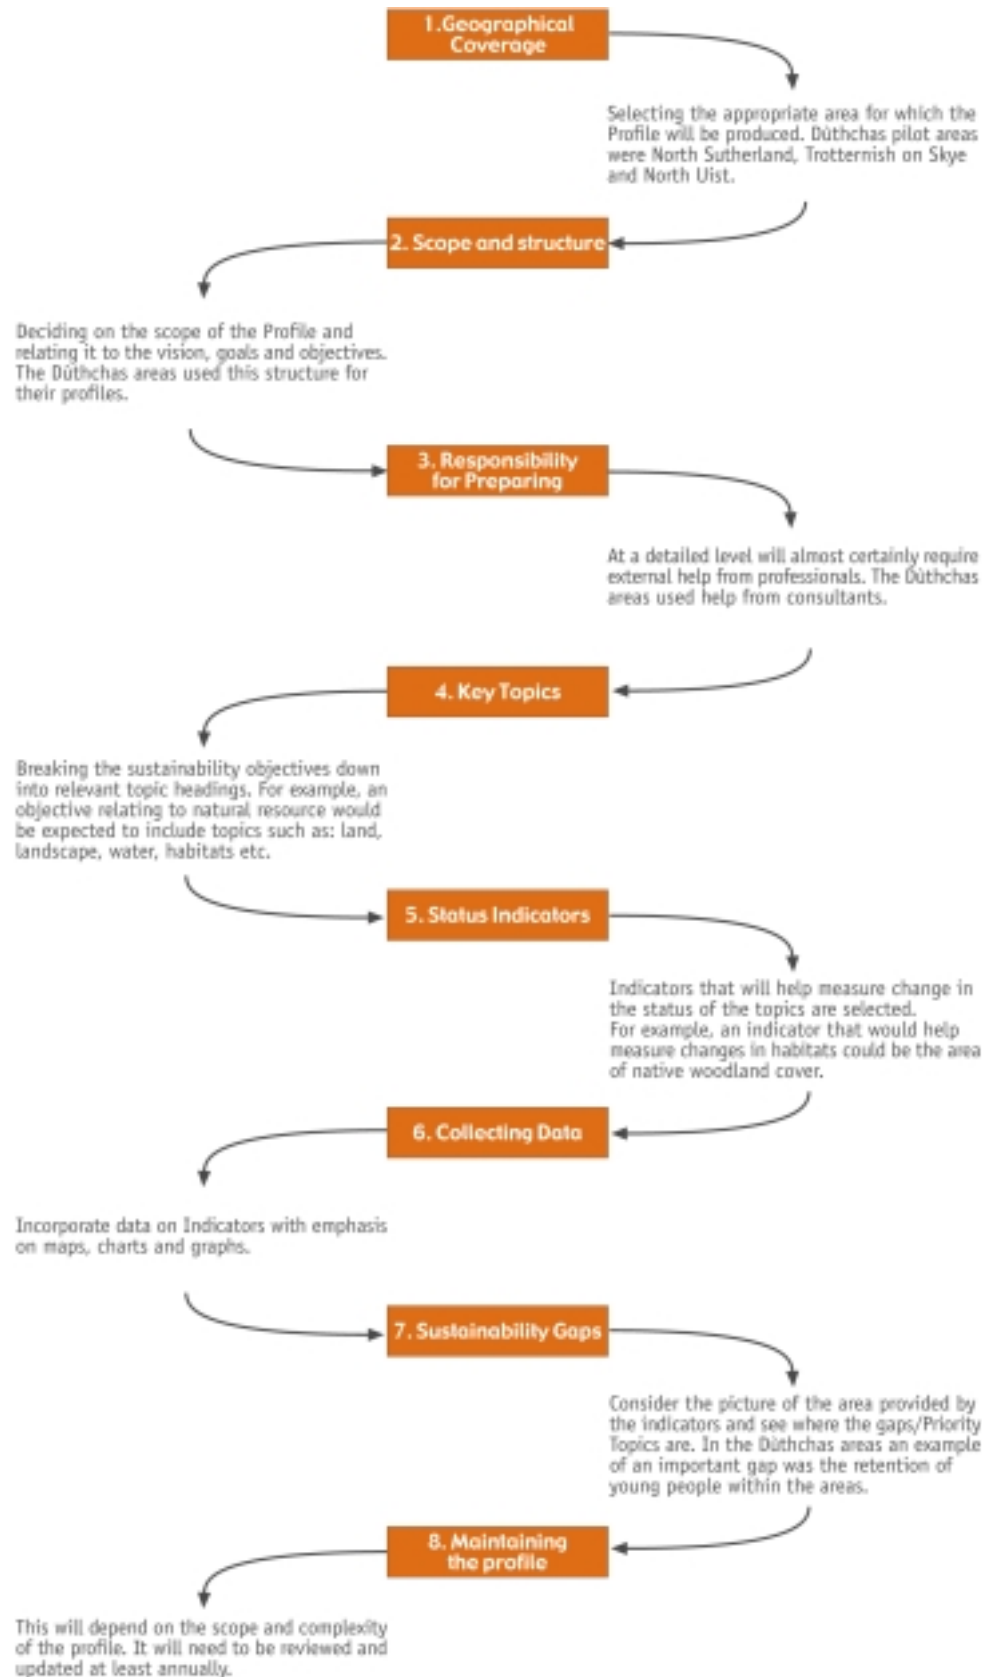 1.Geographical
Coverage
Selecting the appropriate area for which the
Profile will be produced. Dùthchas pilot areas
were North Sutherland, Trotternish on Skye
and North Uist.
2. Scope and structure
Deciding on the scope of the Profile and
relating it to the vision, goals and objectives.
The Dùthchas areas used this structure for
their profiles.
3. Responsibility
for Preparing
At a detailed level will almost certainly require
external help from professionals. The Dùthchas
areas used help from consultants.
4. Key Topics
Breaking the sustainability objectives down
into relevant topic headings. For example, an
objective relating to natural resource would
be expected to include topics such as: land,
landscape, water, habitats etc.
5. Status Indicators
Indicators that will help measure change in
the status of the topics are selected.
For example, an indicator that would help
measure changes in habitats could be the area
of native woodland cover.
6. Collecting Data
Incorporate data on Indicators with emphasis
on maps, charts and graphs.
7. Sustainability Gaps
Consider the picture of the area provided by
the indicators and see where the gaps/Priority
Topics are. In the Dùthchas areas an example
of an important gap was the retention of
young people within the areas.
8. Maintaining
the profile
This will depend on the scope and complexity
of the profile. It will need to be reviewed and
updated at least annually.